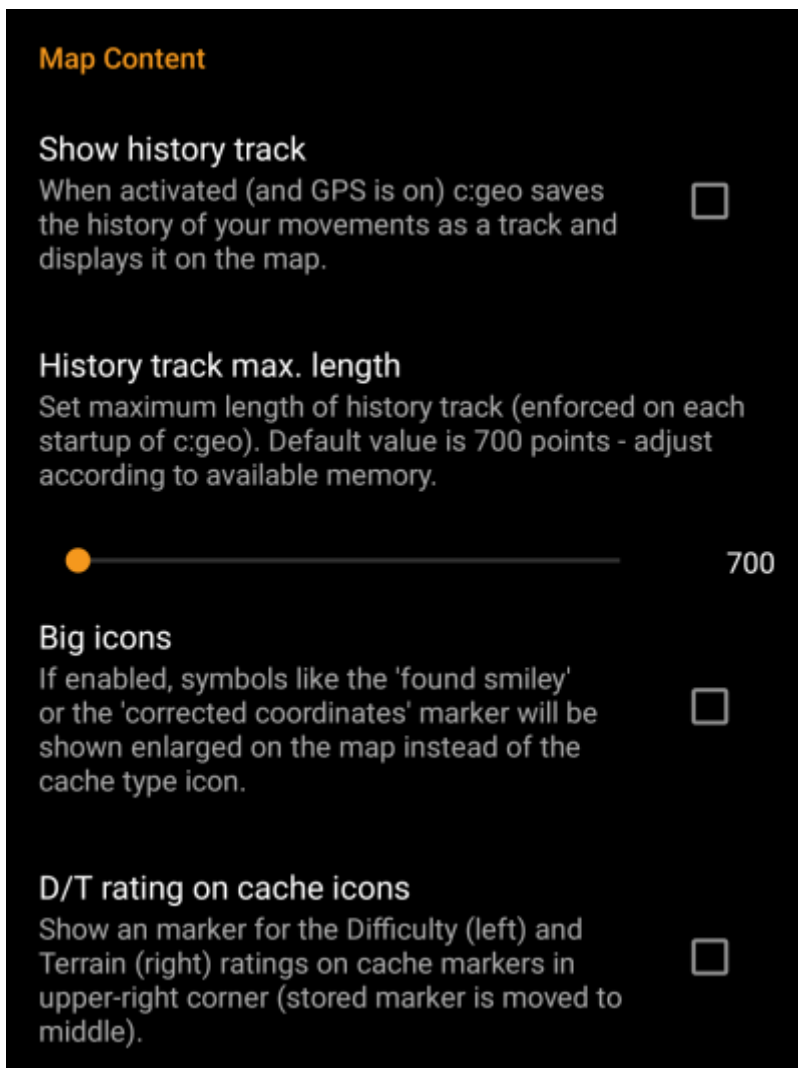 Map Content
Show history track
When activated (and GPS is on) c:geo saves
the history of your movements as a track and
displays it on the map.
History track max. length
Set maximum length of history track (enforced on each
startup of c:geo). Default value is 700 points - adjust
according to available memory.
700
Big icons
If enabled, symbols like the 'found smiley'
or the 'corrected coordinates' marker will be
shown enlarged on the map instead of the
cache type icon.
D/T rating on cache icons
Show an marker for the Difficulty (left) and
Terrain (right) ratings on cache markers in
upper-right corner (stored marker is moved to
middle).